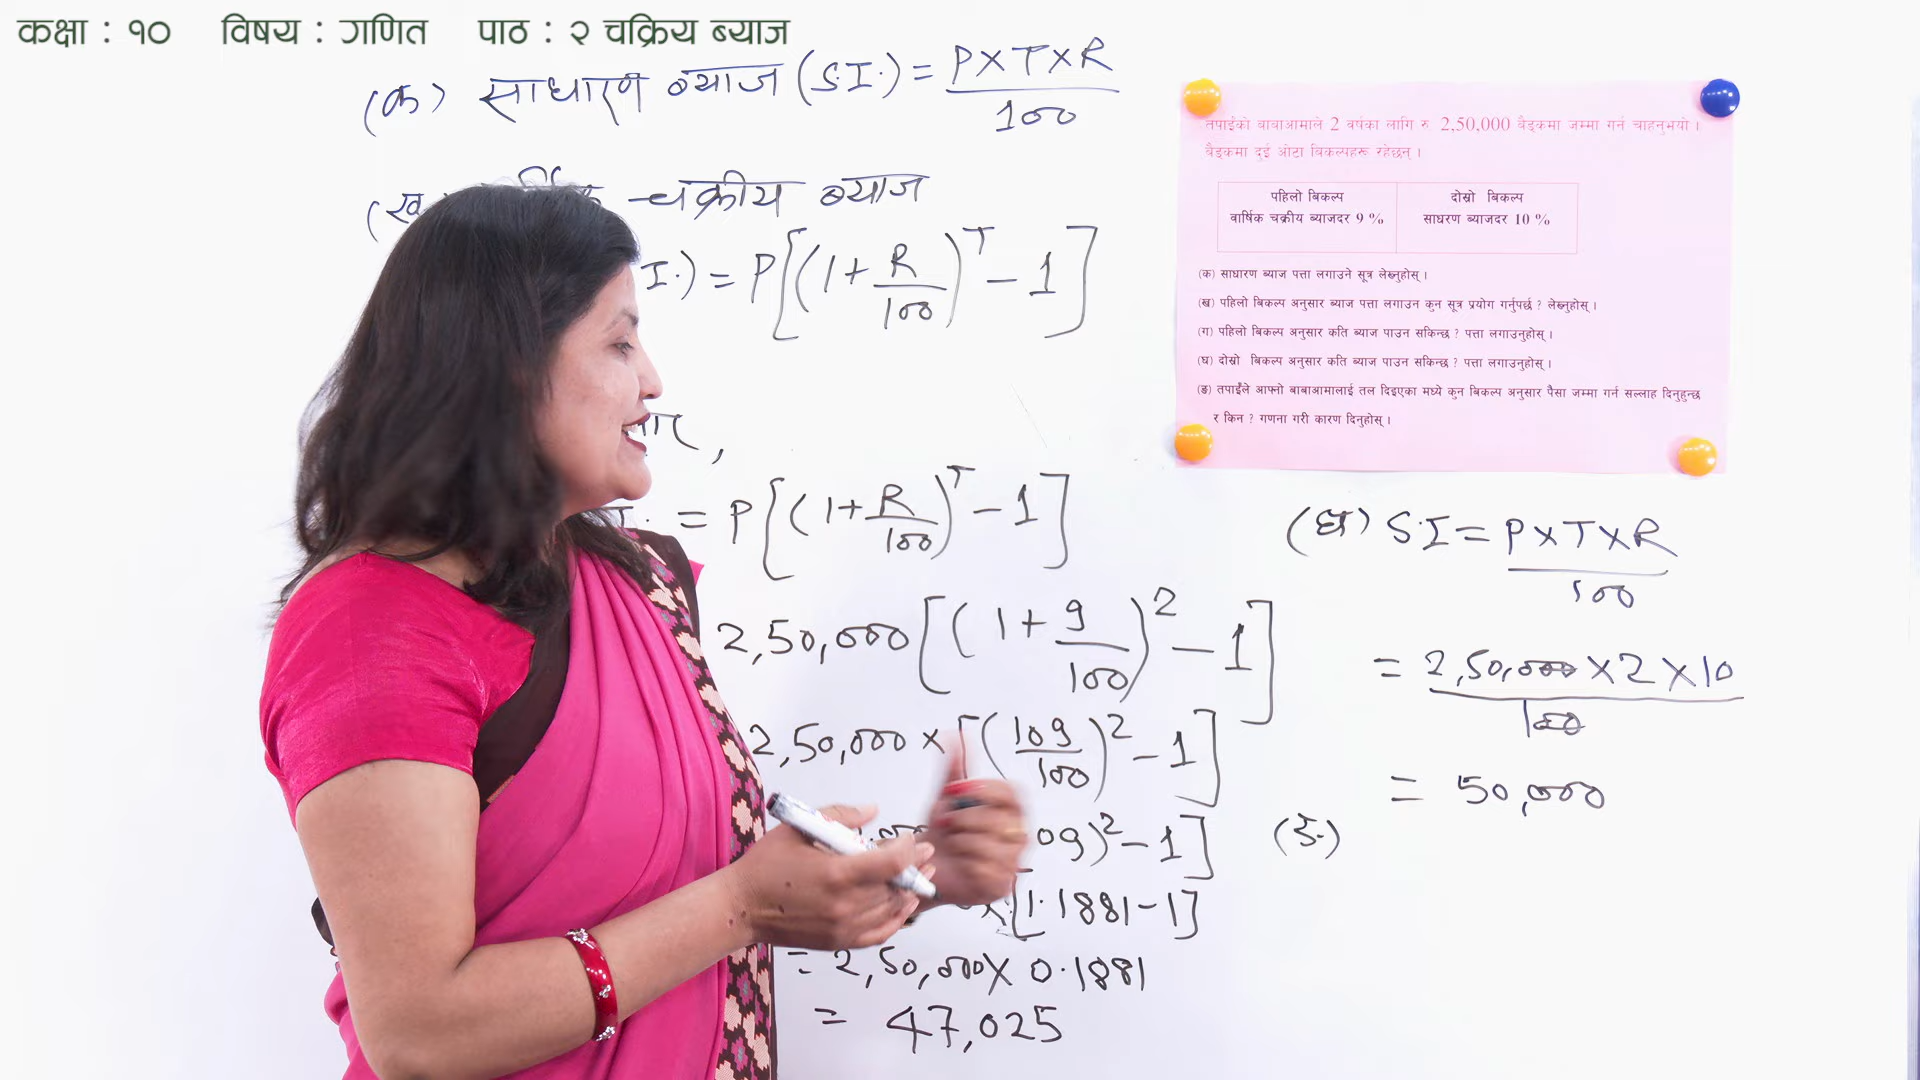 कक्षा : १० विषय : गणित पाठ : २ चक्रिय ब्याज
(क) साधारण ब्याज (S.I.) = P×T×R / 100
(ख) चक्रीय ब्याज
I.) = P[(1+R/100)^T - 1]
= P[(1+R/100)^T - 1]
2,50,000[(1+9/100)^2 - 1]
2,50,000×[(109/100)^2 - 1]
09)^2 - 1]
×[1.1881-1]
= 2,50,000× 0.1881
= 47,025
तपाईको बाबाआमाले 2 वर्षका लागि रु 2,50,000 बैङ्कमा जम्मा गर्न चाहनुभयो ।
बैङ्कमा दुई ओटा बिकल्पहरू रहेछन् ।
पहिलो बिकल्प दोस्रो बिकल्प
वार्षिक चक्रीय ब्याजदर 9 % साधरण ब्याजदर 10 %
(क) साधारण ब्याज पत्ता लगाउने सूत्र लेख्नुहोस् ।
(ख) पहिलो बिकल्प अनुसार ब्याज पत्ता लगाउन कुन सूत्र प्रयोग गर्नुपर्छ ? लेख्नुहोस् ।
(ग) पहिलो बिकल्प अनुसार कति ब्याज पाउन सकिन्छ ? पत्ता लगाउनुहोस् ।
(घ) दोस्रो बिकल्प अनुसार कति ब्याज पाउन सकिन्छ ? पत्ता लगाउनुहोस् ।
(ङ) तपाईँले आफ्नो बाबाआमालाई तल दिइएका मध्ये कुन बिकल्प अनुसार पैसा जम्मा गर्न सल्लाह दिनुहुन्छ
र किन ? गणना गरी कारण दिनुहोस् ।
(घ) S.I = P×T×R / 100
= 2,50,000×2×10 / 100
= 50,000
(ङ)